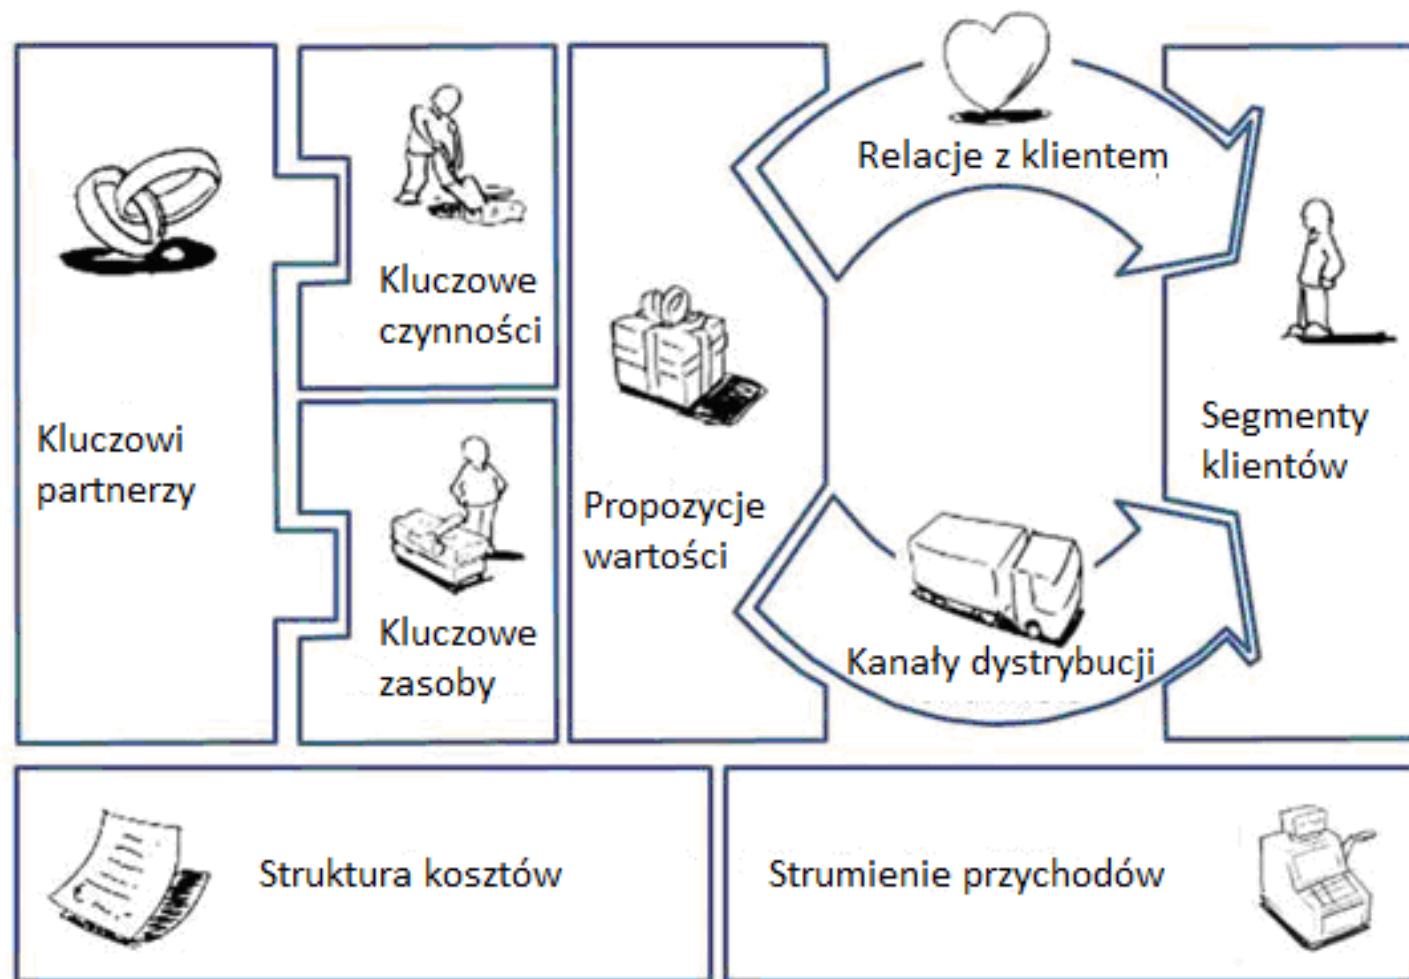 Relacje z klientem
Kluczowe
czynności
Kluczowi
partnerzy
Segmenty
klientów
Propozycje
wartości
Kluczowe
zasoby
Kanały dystrybucji
Struktura kosztów
Strumienie przychodów